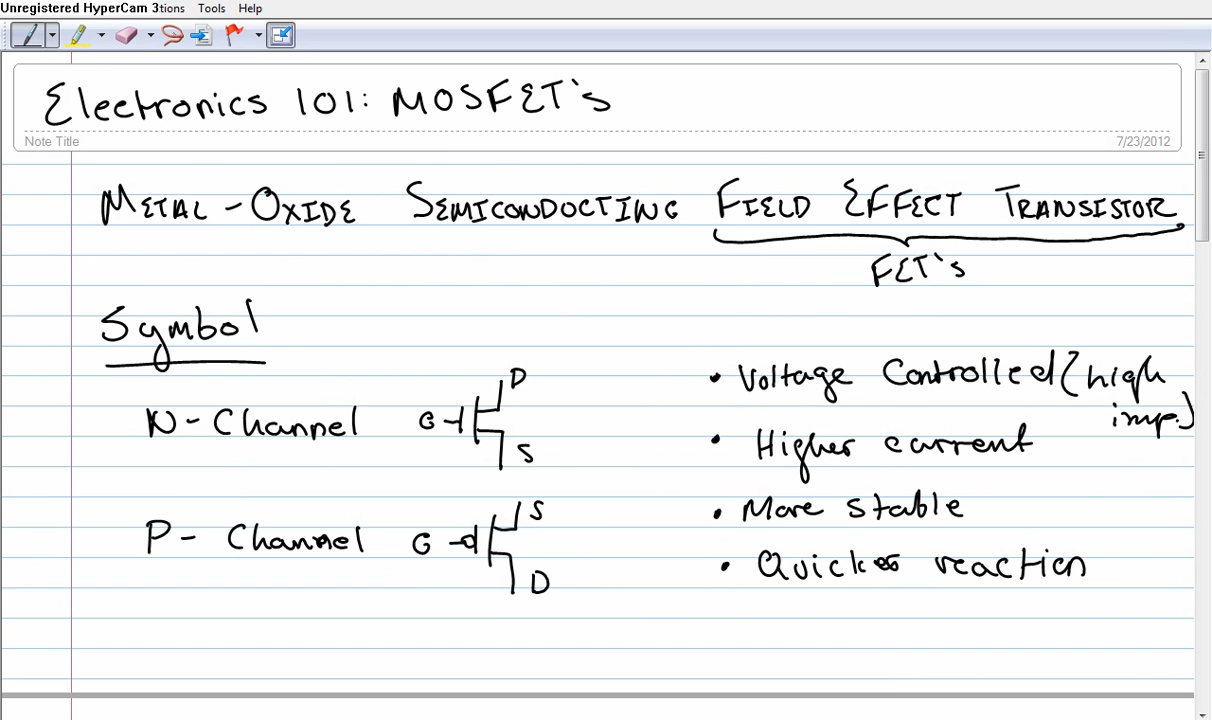 Unregistered HyperCam 3tions Tools Help
Electronics 101: MOSFET's
Note Title 7/23/2012
METAL-OXIDE SEMICONDUCTING FIELD EFFECT TRANSISTOR
FET's
Symbol
N-Channel G D S
P-Channel G S D
• Voltage Controlled (high imp.)
• Higher current
• More stable
• Quicker reaction